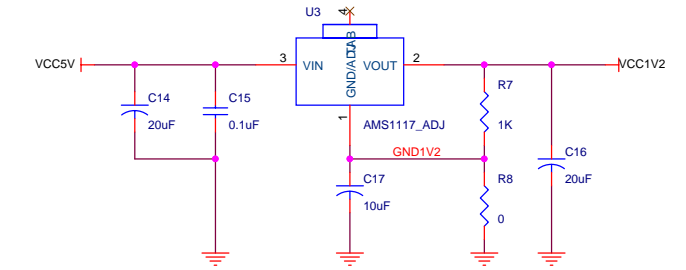 U3
4
VCC5V
3
VIN
GND/ADJ
TAB
VOUT
2
VCC1V2
R7
1K
C14
20uF
C15
0.1uF
1
AMS1117_ADJ
GND1V2
C16
20uF
C17
10uF
R8
0